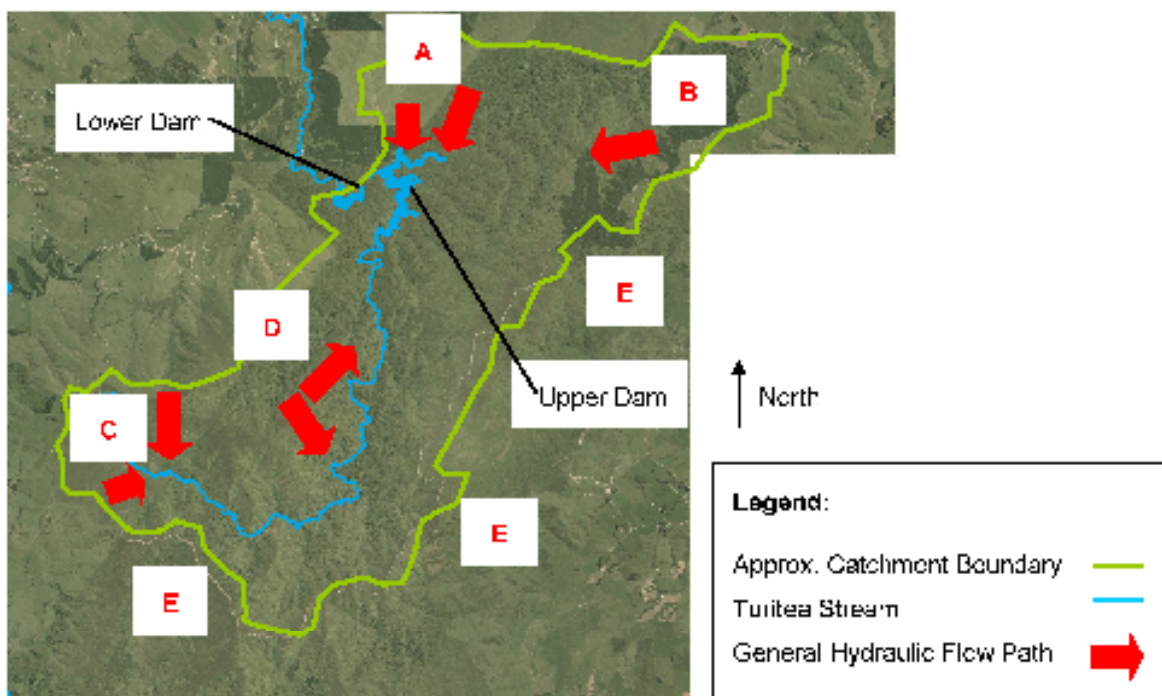 A
B
Lower Dam
E
D
Upper Dam
North
C
Legend:
E
Approx. Catchment Boundary
E
Turitea Stream
General Hydraulic Flow Path